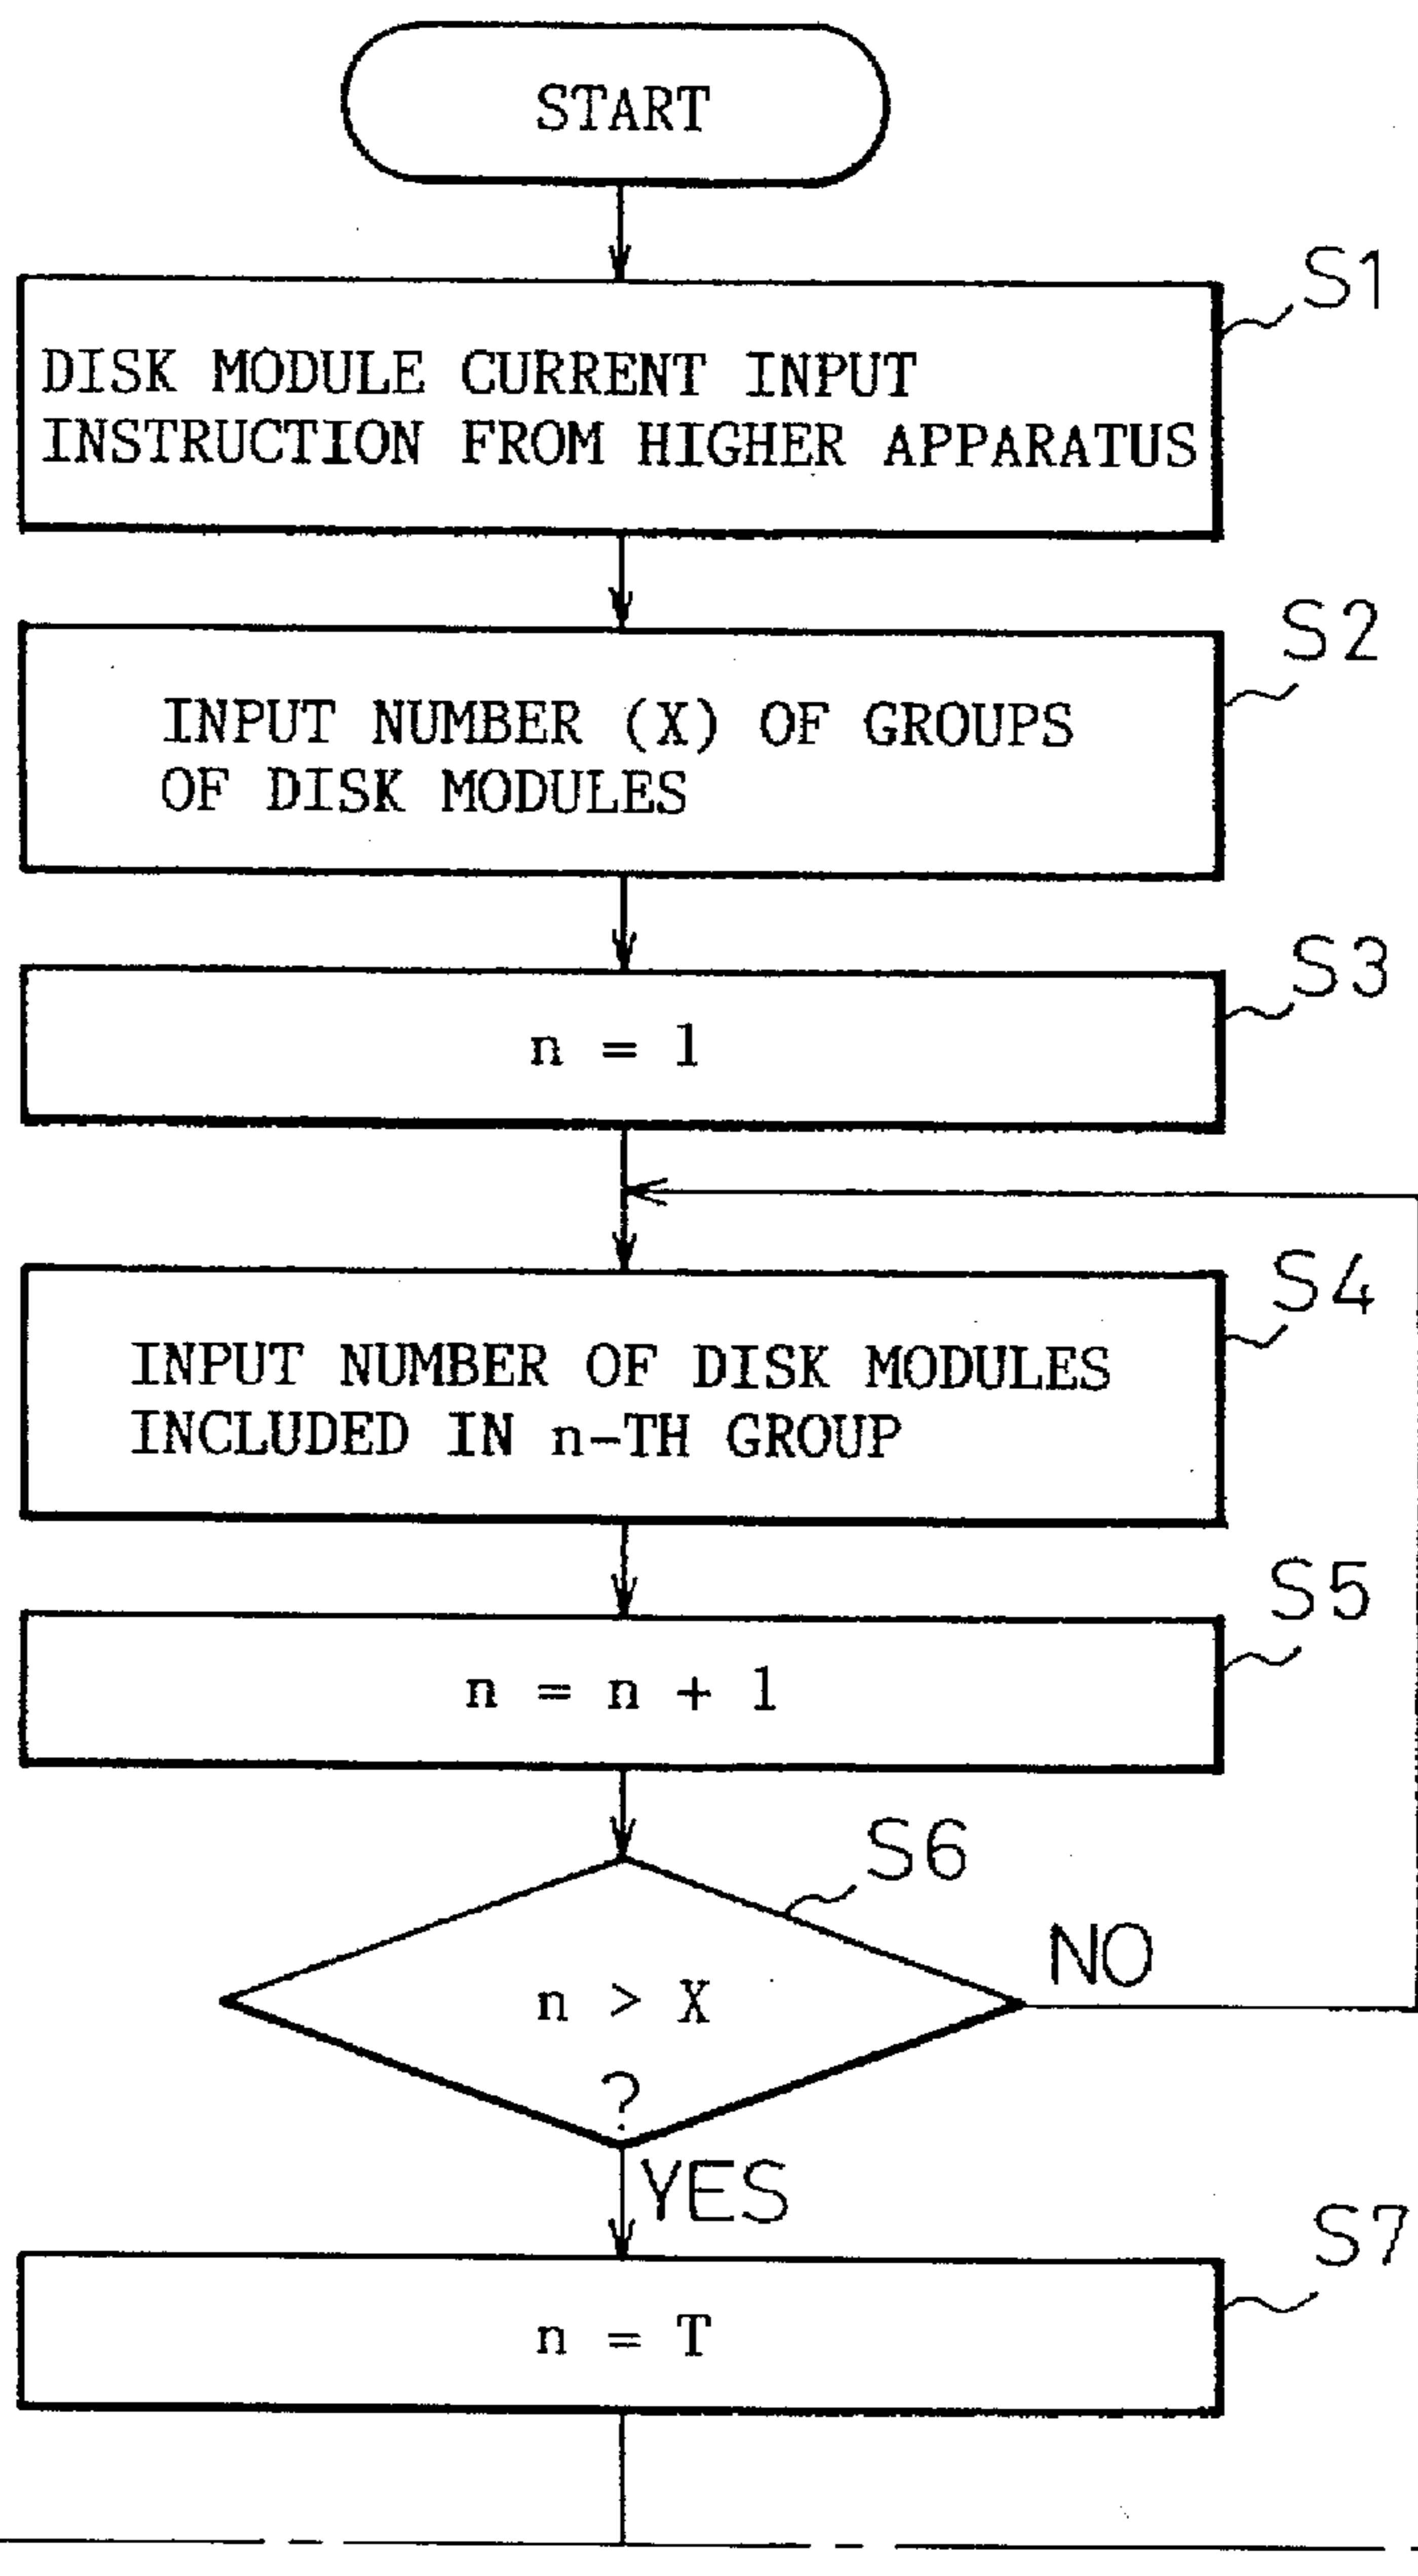 START
S1
DISK MODULE CURRENT INPUT
INSTRUCTION FROM HIGHER APPARATUS
S2
INPUT NUMBER (X) OF GROUPS
OF DISK MODULES
S3
n = 1
S4
INPUT NUMBER OF DISK MODULES
INCLUDED IN n-TH GROUP
S5
n = n + 1
S6
n > X
?
NO
YES
S7
n = T